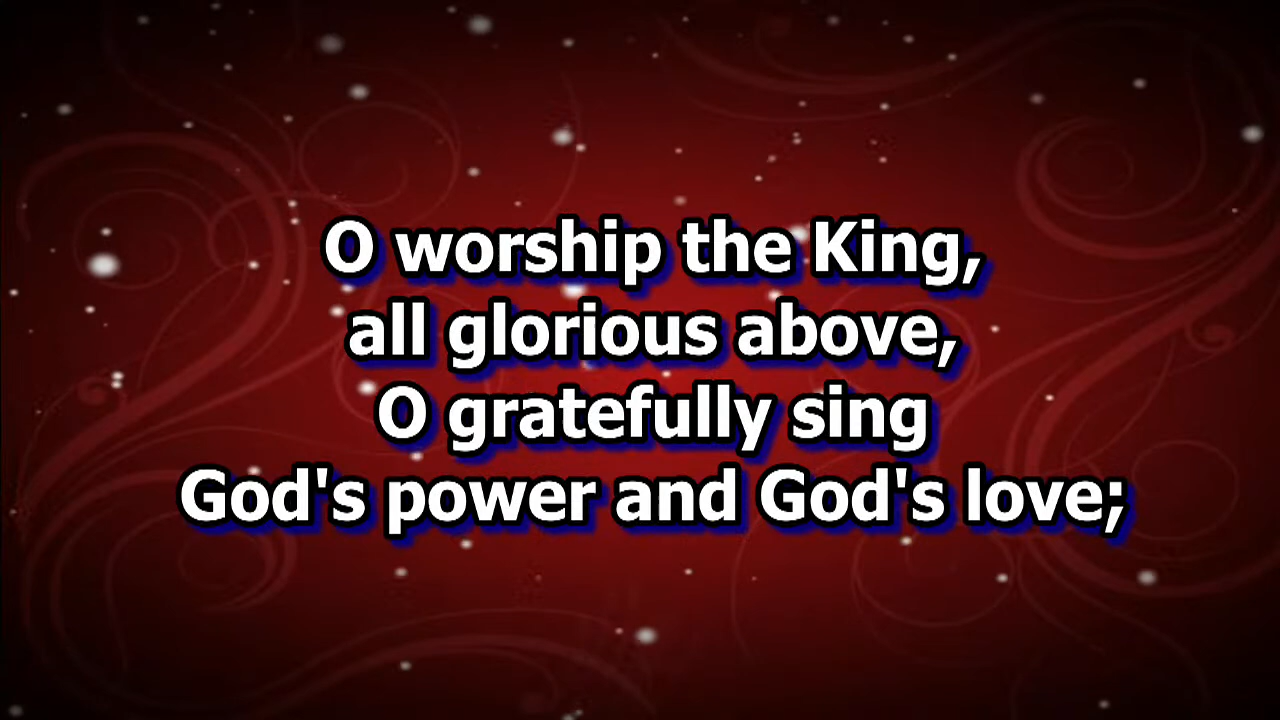 O worship the King,
all glorious above,
O gratefully sing
God's power and God's love;